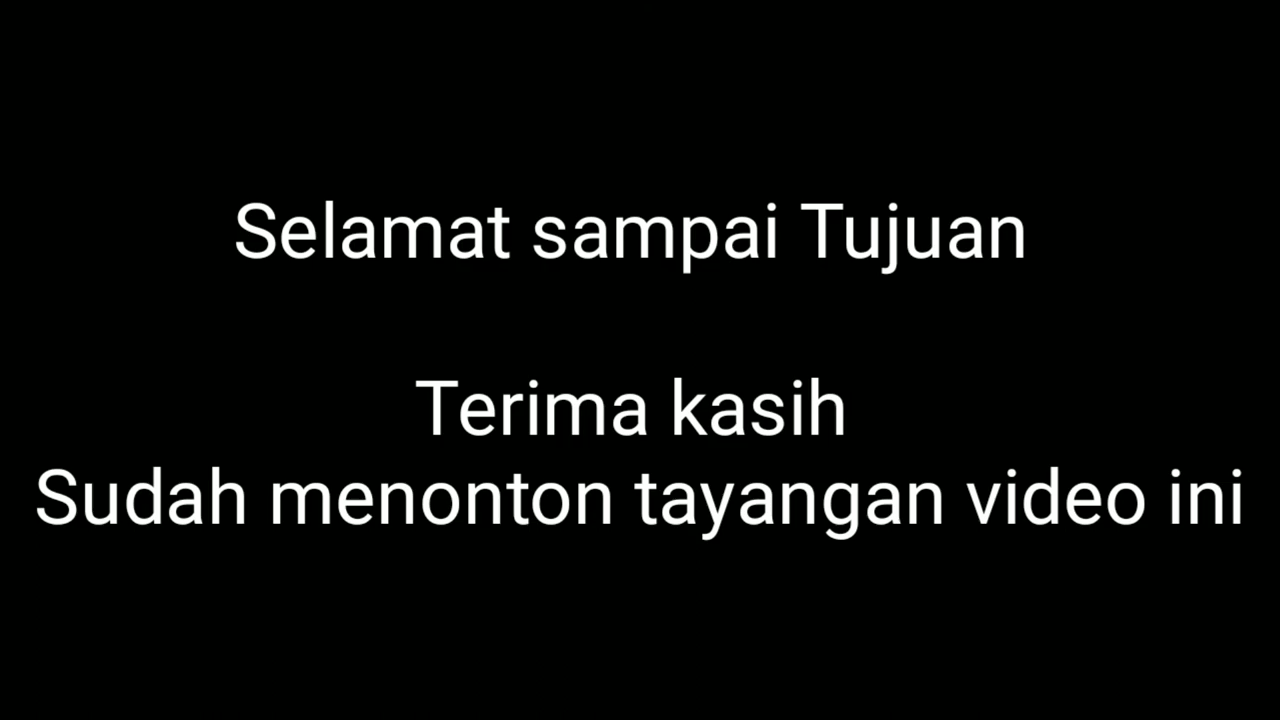 Selamat sampai Tujuan
Terima kasih
Sudah menonton tayangan video ini